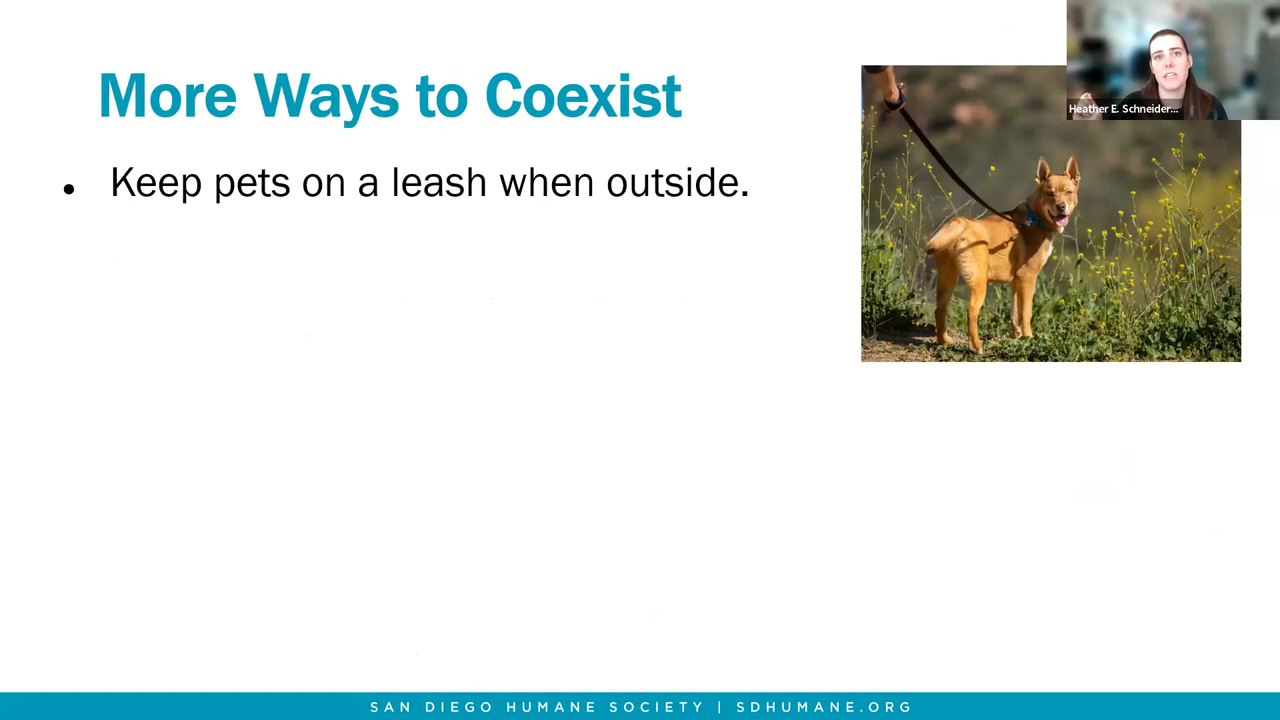 More Ways to Coexist
• Keep pets on a leash when outside.
Heather E. Schneider...
SAN DIEGO HUMANE SOCIETY | SDHUMANE.ORG